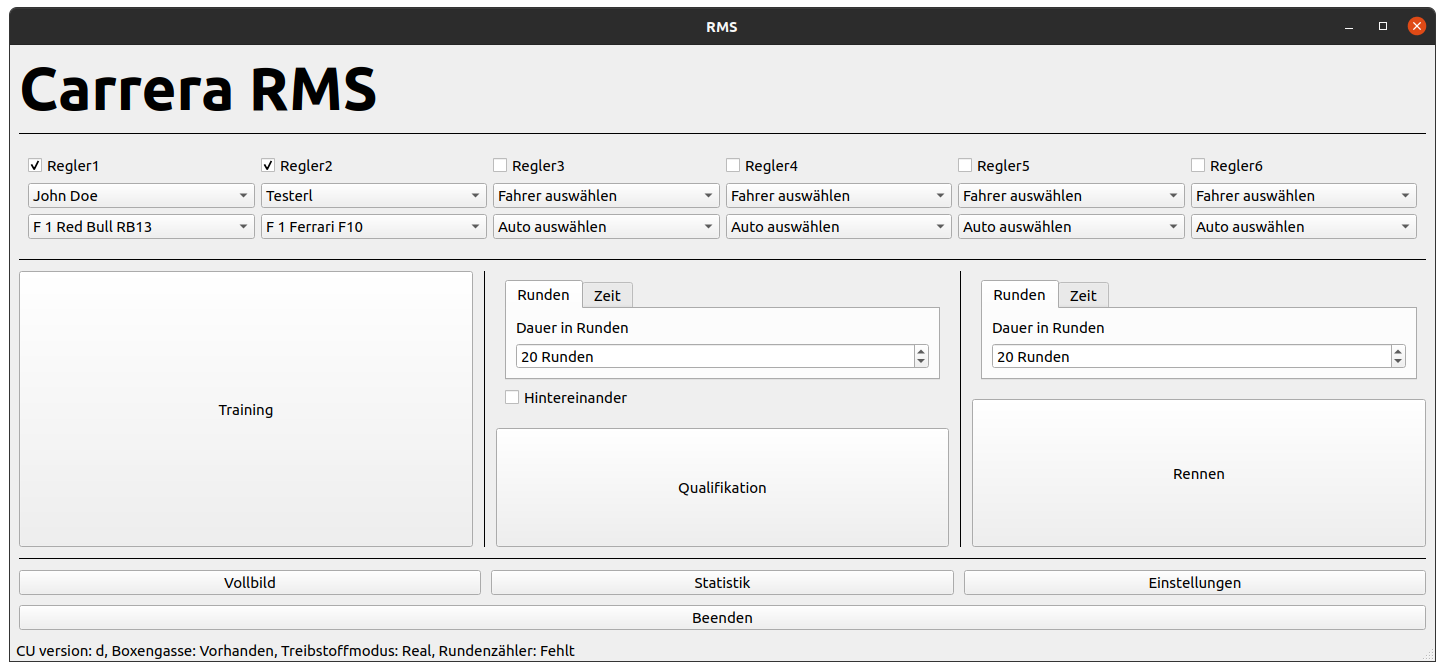 RMS
Carrera RMS
Regler1 Regler2 Regler3 Regler4 Regler5 Regler6
John Doe Testerl Fahrer auswählen Fahrer auswählen Fahrer auswählen Fahrer auswählen
F 1 Red Bull RB13 F 1 Ferrari F10 Auto auswählen Auto auswählen Auto auswählen Auto auswählen
Training
Runden Zeit
Dauer in Runden
20 Runden
Hintereinander
Qualifikation
Runden Zeit
Dauer in Runden
20 Runden
Rennen
Vollbild Statistik Einstellungen
Beenden
CU version: d, Boxengasse: Vorhanden, Treibstoffmodus: Real, Rundenzähler: Fehlt